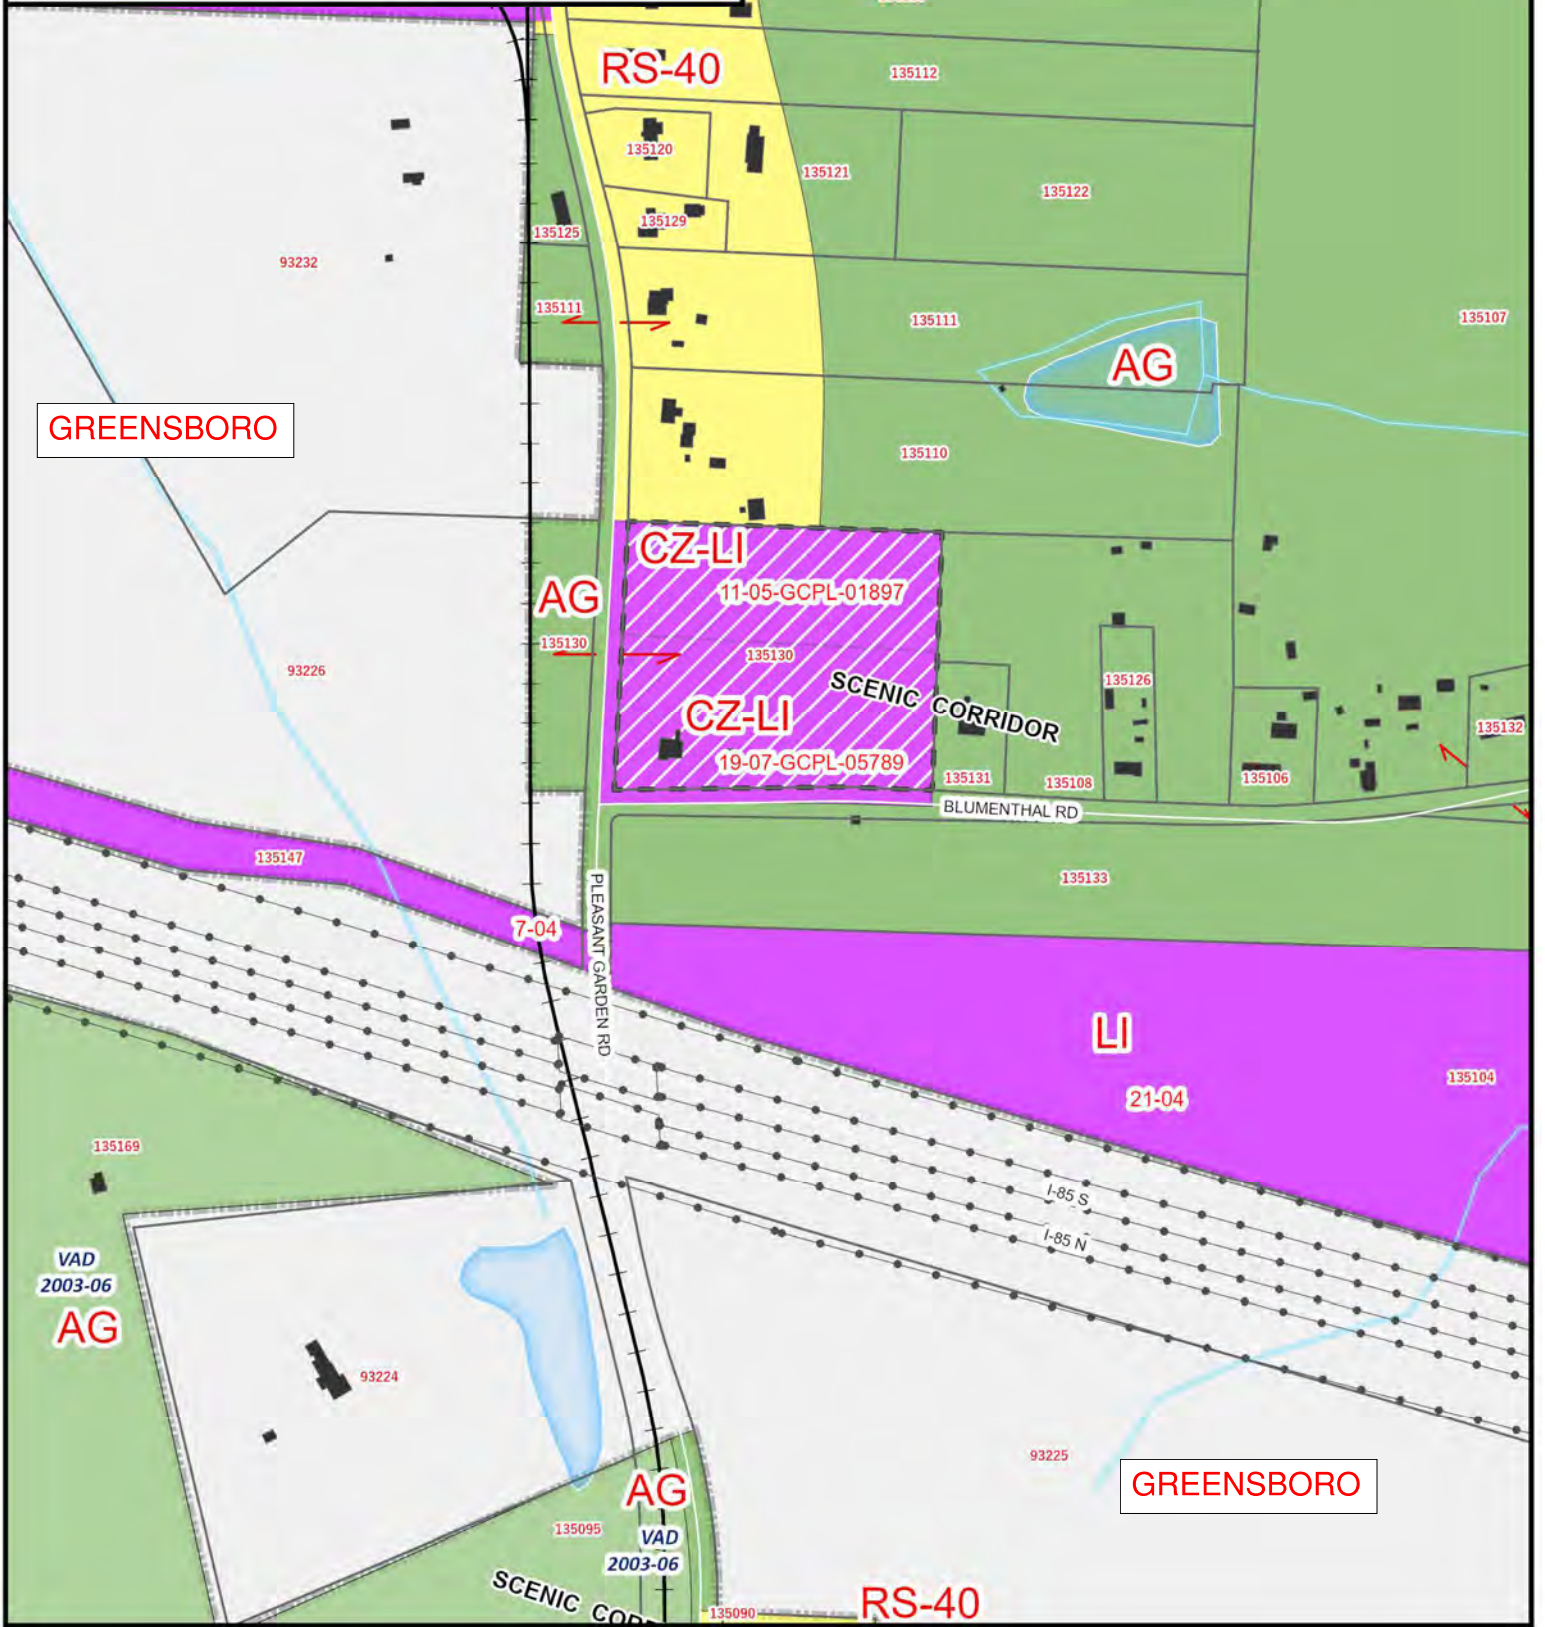 RS-40
135112
135120
135121
135122
135129
135125
93232
135111
135111
135107
AG
GREENSBORO
135110
CZ-LI
11-05-GCPL-01897
AG
135130
135130
93226
SCENIC CORRIDOR
135126
CZ-LI
135132
19-07-GCPL-05789
135131
135108
135106
BLUMENTHAL RD
135147
135133
PLEASANT GARDEN RD
7-04
LI
135104
21-04
135169
I-85 S
I-85 N
VAD
2003-06
AG
93224
93225
GREENSBORO
AG
135095
VAD
2003-06
SCENIC
RS-40
135090